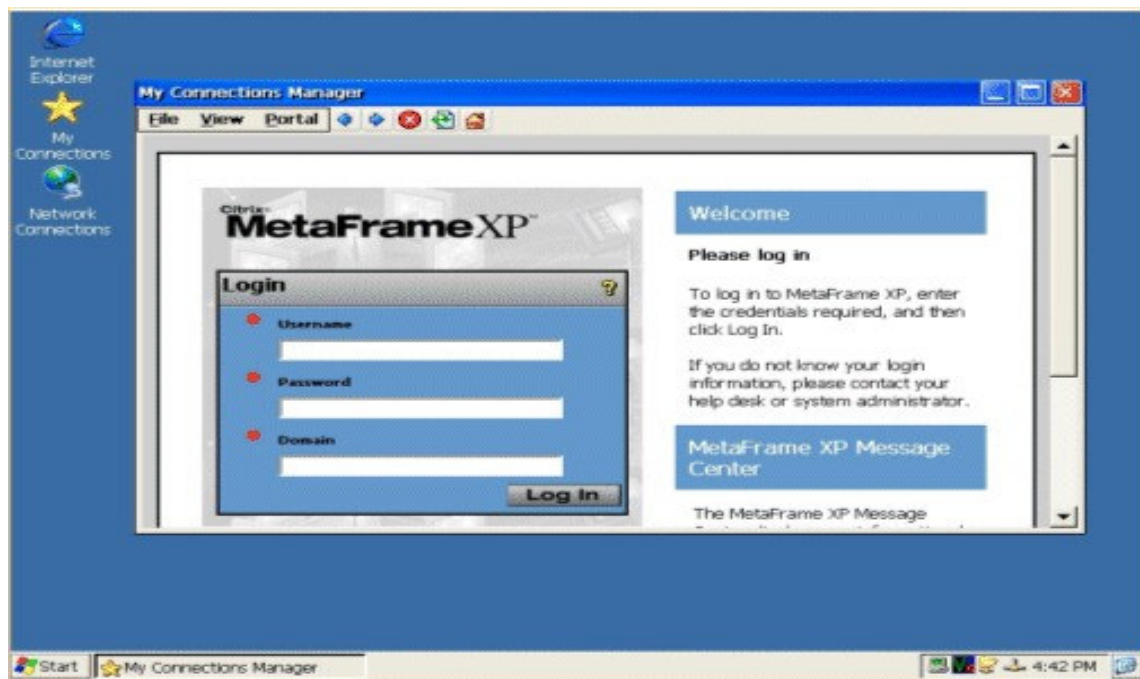 Internet
Explorer
My
Connections
Network
Connections
My Connections Manager
File View Portal
Citrix
MetaFrame XP
Login
?
Username
Password
Domain
Log In
Welcome
Please log in
To log in to MetaFrame XP, enter
the credentials required, and then
click Log In.
If you do not know your login
information, please contact your
help desk or system administrator.
MetaFrame XP Message
Center
The MetaFrame XP Message
Start
My Connections Manager
4:42 PM